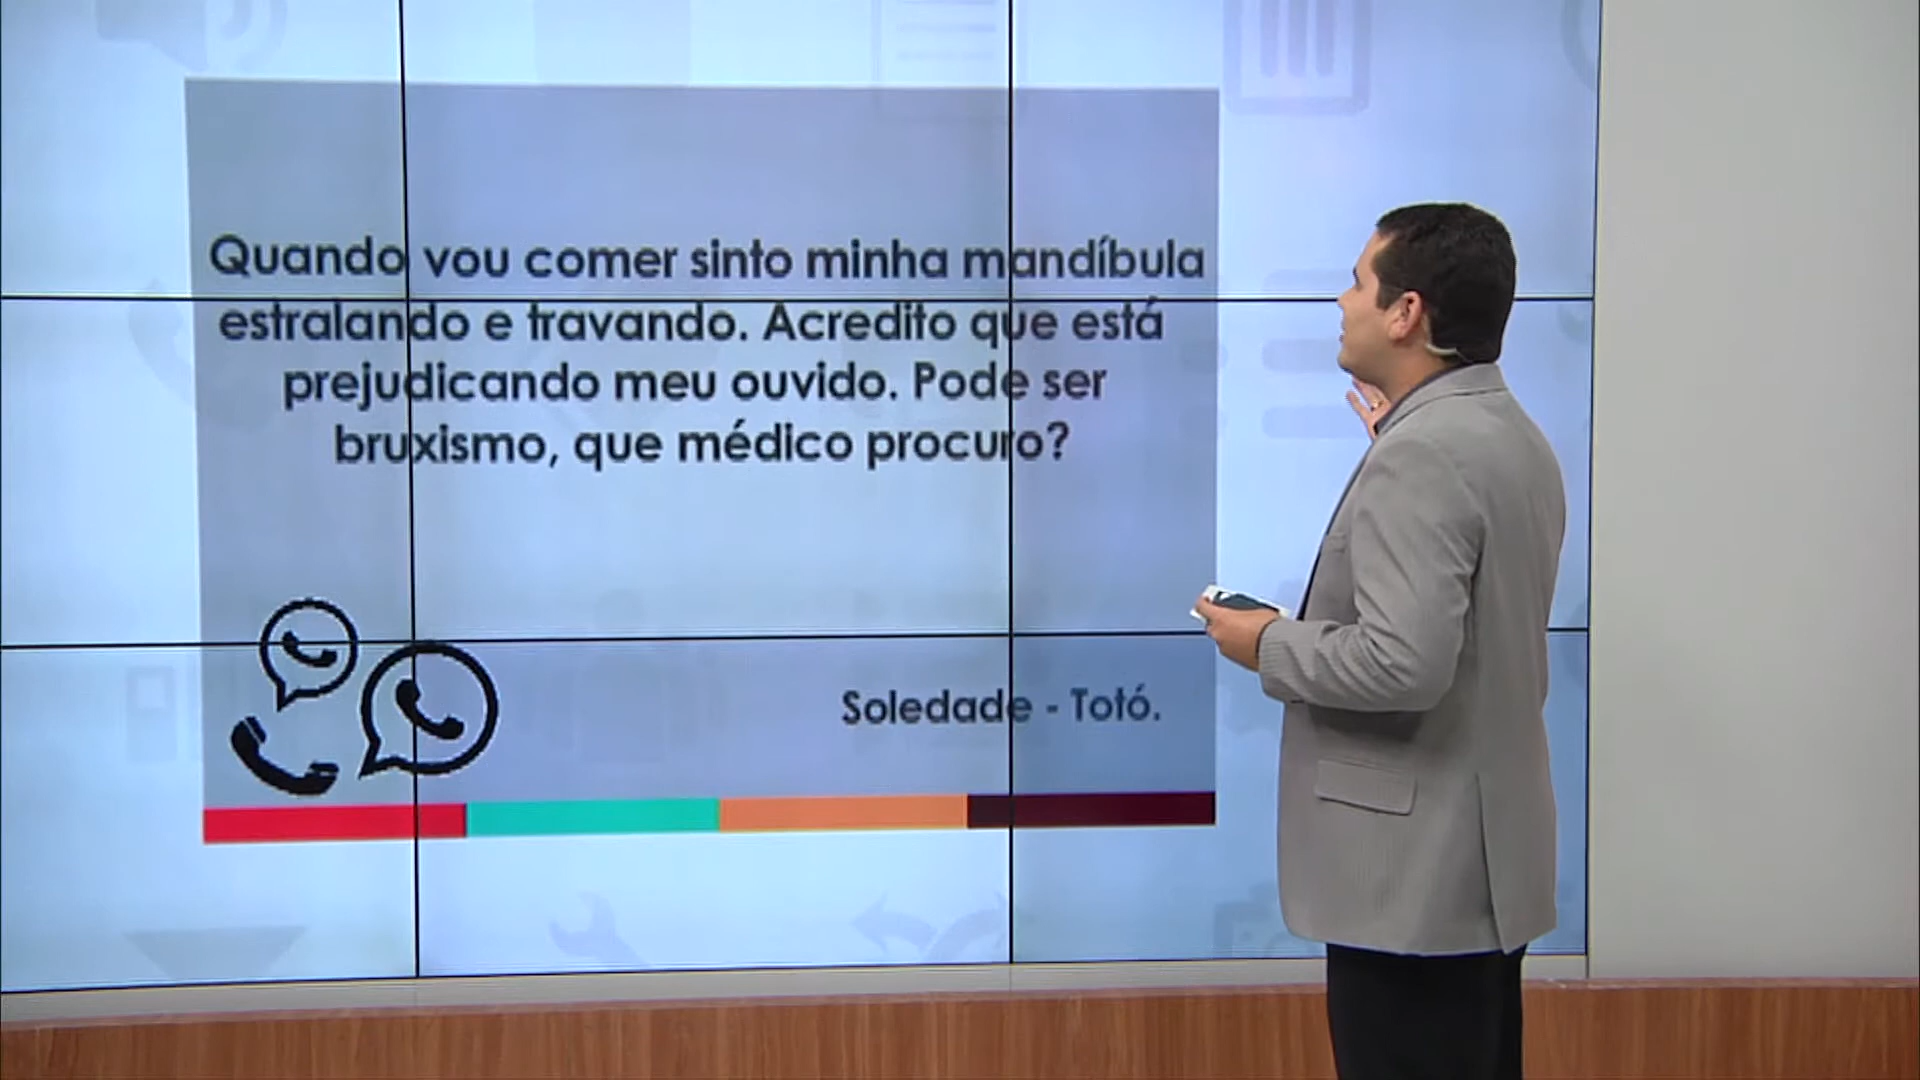 Quando vou comer sinto minha mandíbula
estralando e travando. Acredito que está
prejudicando meu ouvido. Pode ser
bruxismo, que médico procuro?
Soledade - Totó.